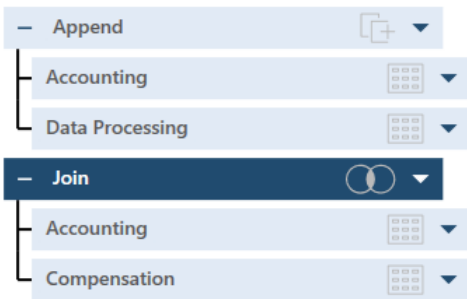 Append
Accounting
Data Processing
Join
Accounting
Compensation